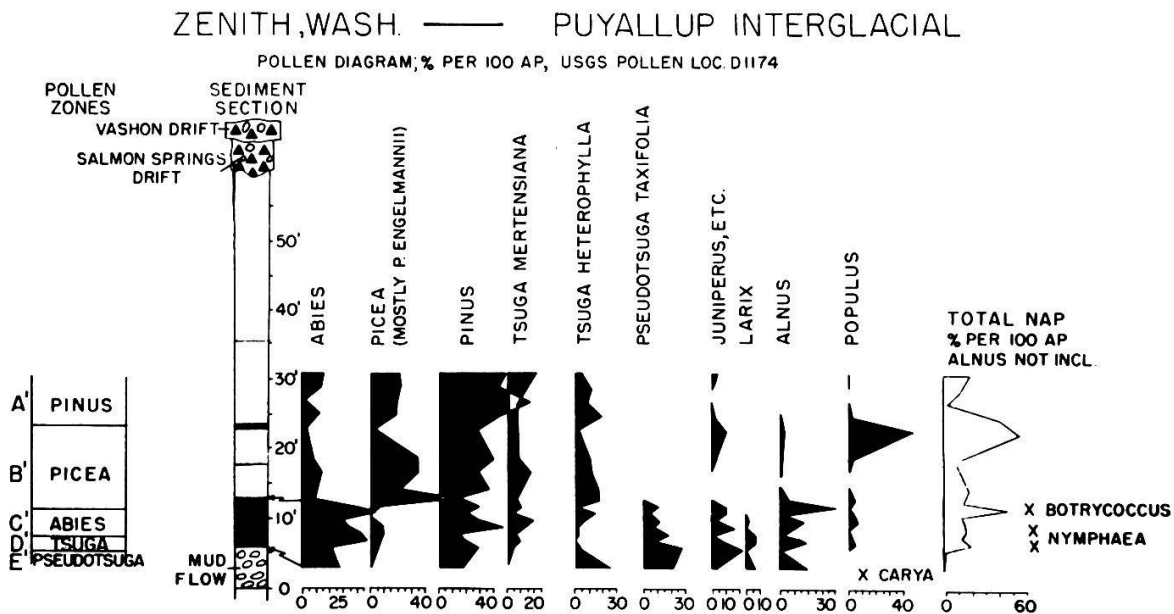 ZENITH, WASH. — PUYALLUP INTERGLACIAL
POLLEN DIAGRAM; % PER 100 AP, USGS POLLEN LOC. D1174
POLLEN
ZONES
SEDIMENT
SECTION
VASHON DRIFT
SALMON SPRINGS
DRIFT
ABIES
PICEA
(MOSTLY P. ENGELMANNII)
PINUS
TSUGA MERTENSIANA
TSUGA HETEROPHYLLA
PSEUDOTSUGA TAXIFOLIA
JUNIPERUS, ETC.
LARIX
ALNUS
POPULUS
TOTAL NAP
% PER 100 AP
ALNUS NOT INCL.
50'
40'
30'
20'
10'
0
A' PINUS
B' PICEA
C' ABIES
D' TSUGA
E' PSEUDOTSUGA
MUD
FLOW
X BOTRYCOCCUS
X
X NYMPHAEA
X CARYA
0 25 0 40 0 40 0 20 0 30 0 30 0 10 0 10 0 30 0 40 0 60